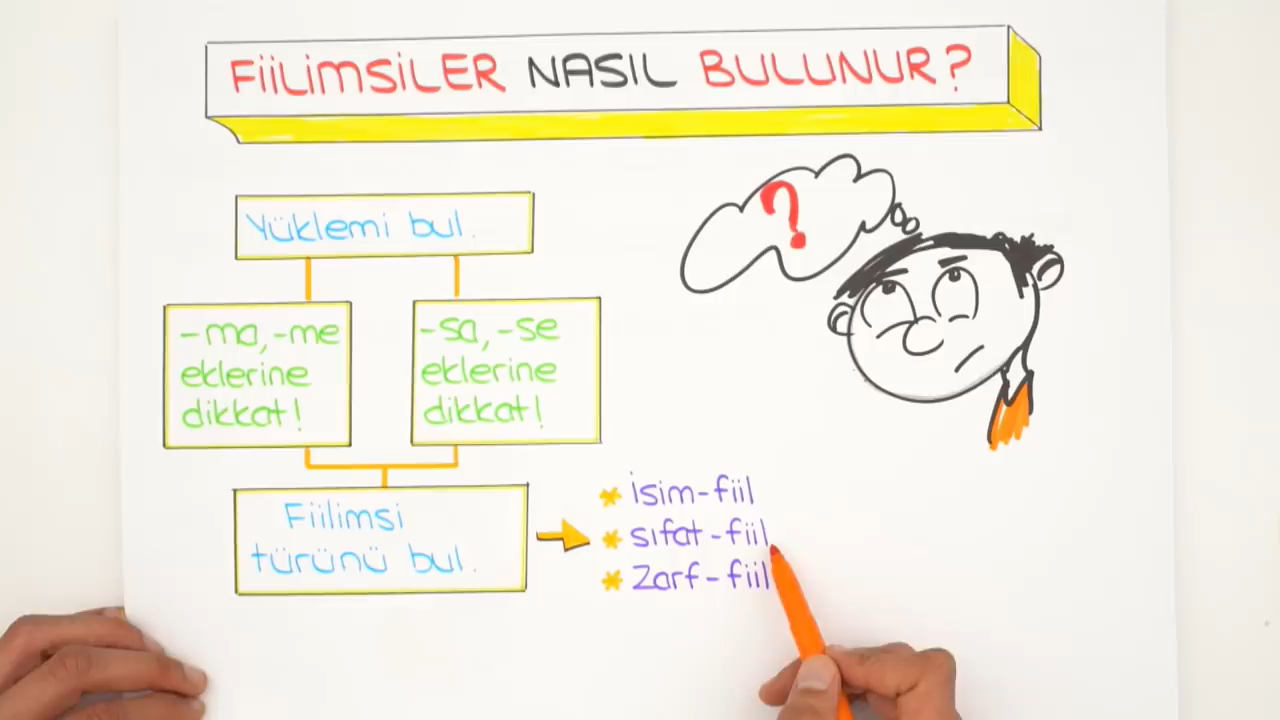 FİİLİMSİLER NASIL BULUNUR?
Yüklemi bul.
-ma, -me
eklerine
dikkat!
-sa, -se
eklerine
dikkat!
Fiilimsi
türünü bul.
?
* İsim-fiil
* sıfat-fiil
* Zarf-fiil